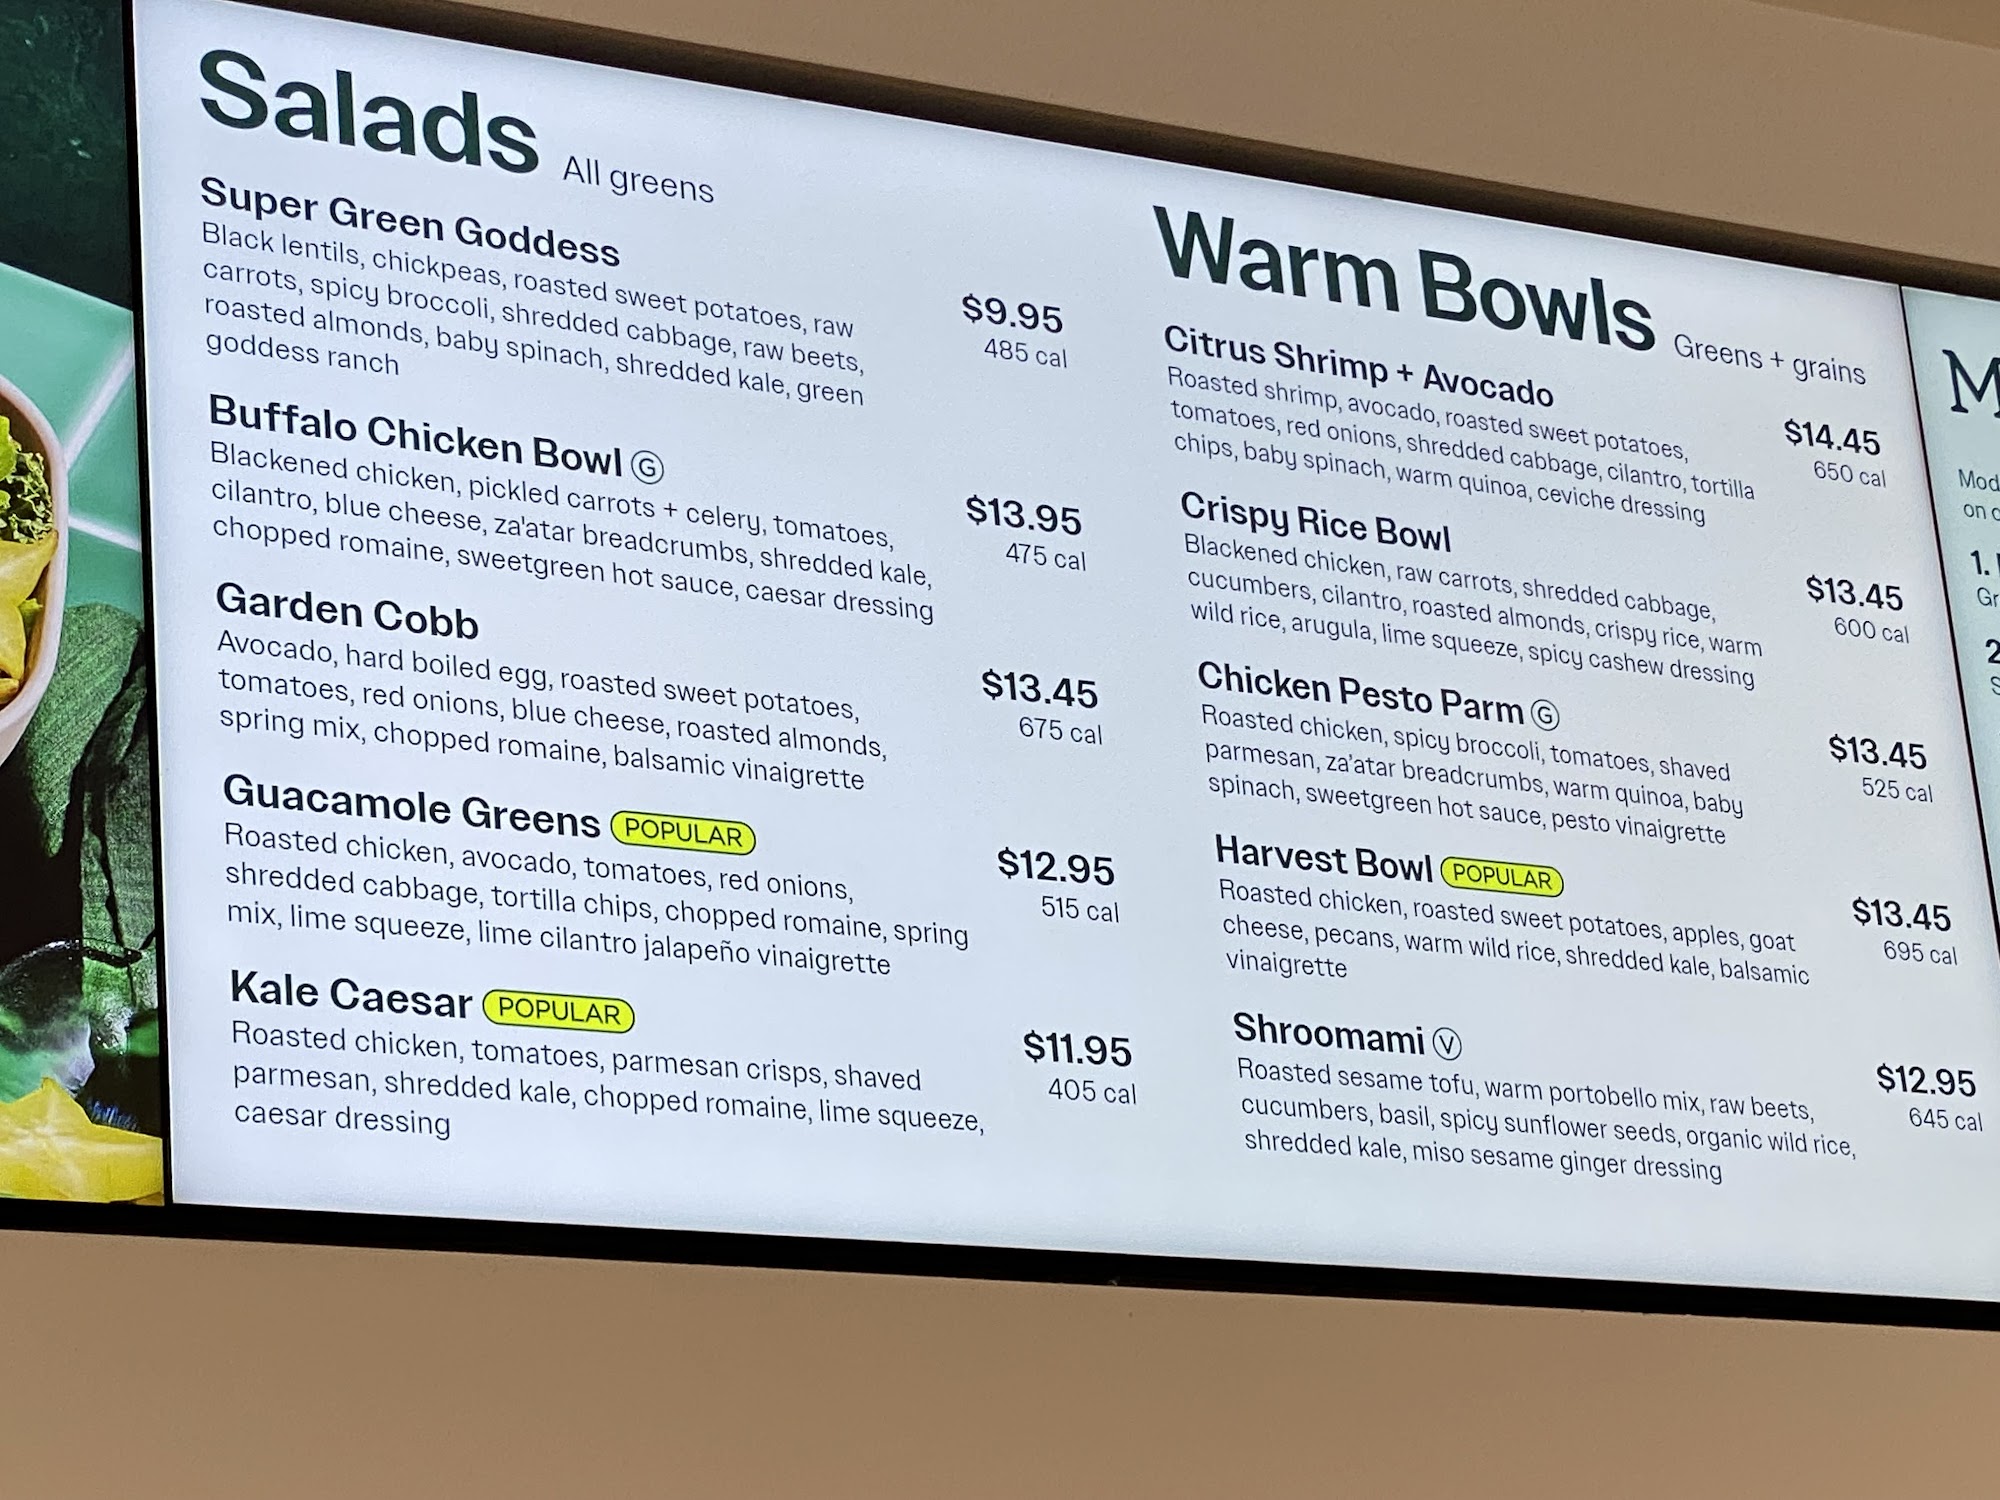 Salads All greens
Super Green Goddess
Black lentils, chickpeas, roasted sweet potatoes, raw
carrots, spicy broccoli, shredded cabbage, raw beets,
roasted almonds, baby spinach, shredded kale, green
goddess ranch
$9.95
485 cal
Buffalo Chicken Bowl G
Blackened chicken, pickled carrots + celery, tomatoes,
cilantro, blue cheese, za'atar breadcrumbs, shredded kale,
chopped romaine, sweetgreen hot sauce, caesar dressing
$13.95
475 cal
Garden Cobb
Avocado, hard boiled egg, roasted sweet potatoes,
tomatoes, red onions, blue cheese, roasted almonds,
spring mix, chopped romaine, balsamic vinaigrette
$13.45
675 cal
Guacamole Greens POPULAR
Roasted chicken, avocado, tomatoes, red onions,
shredded cabbage, tortilla chips, chopped romaine, spring
mix, lime squeeze, lime cilantro jalapeño vinaigrette
$12.95
515 cal
Kale Caesar POPULAR
Roasted chicken, tomatoes, parmesan crisps, shaved
parmesan, shredded kale, chopped romaine, lime squeeze,
caesar dressing
$11.95
405 cal
Warm Bowls Greens + grains
Citrus Shrimp + Avocado
Roasted shrimp, avocado, roasted sweet potatoes,
tomatoes, red onions, shredded cabbage, cilantro, tortilla
chips, baby spinach, warm quinoa, ceviche dressing
$14.45
650 cal
Crispy Rice Bowl
Blackened chicken, raw carrots, shredded cabbage,
cucumbers, cilantro, roasted almonds, crispy rice, warm
wild rice, arugula, lime squeeze, spicy cashew dressing
$13.45
600 cal
Chicken Pesto Parm G
Roasted chicken, spicy broccoli, tomatoes, shaved
parmesan, za'atar breadcrumbs, warm quinoa, baby
spinach, sweetgreen hot sauce, pesto vinaigrette
$13.45
525 cal
Harvest Bowl POPULAR
Roasted chicken, roasted sweet potatoes, apples, goat
cheese, pecans, warm wild rice, shredded kale, balsamic
vinaigrette
$13.45
695 cal
Shroomami V
Roasted sesame tofu, warm portobello mix, raw beets,
cucumbers, basil, spicy sunflower seeds, organic wild rice,
shredded kale, miso sesame ginger dressing
$12.95
645 cal
M
Mod
on
1.
Gr
2